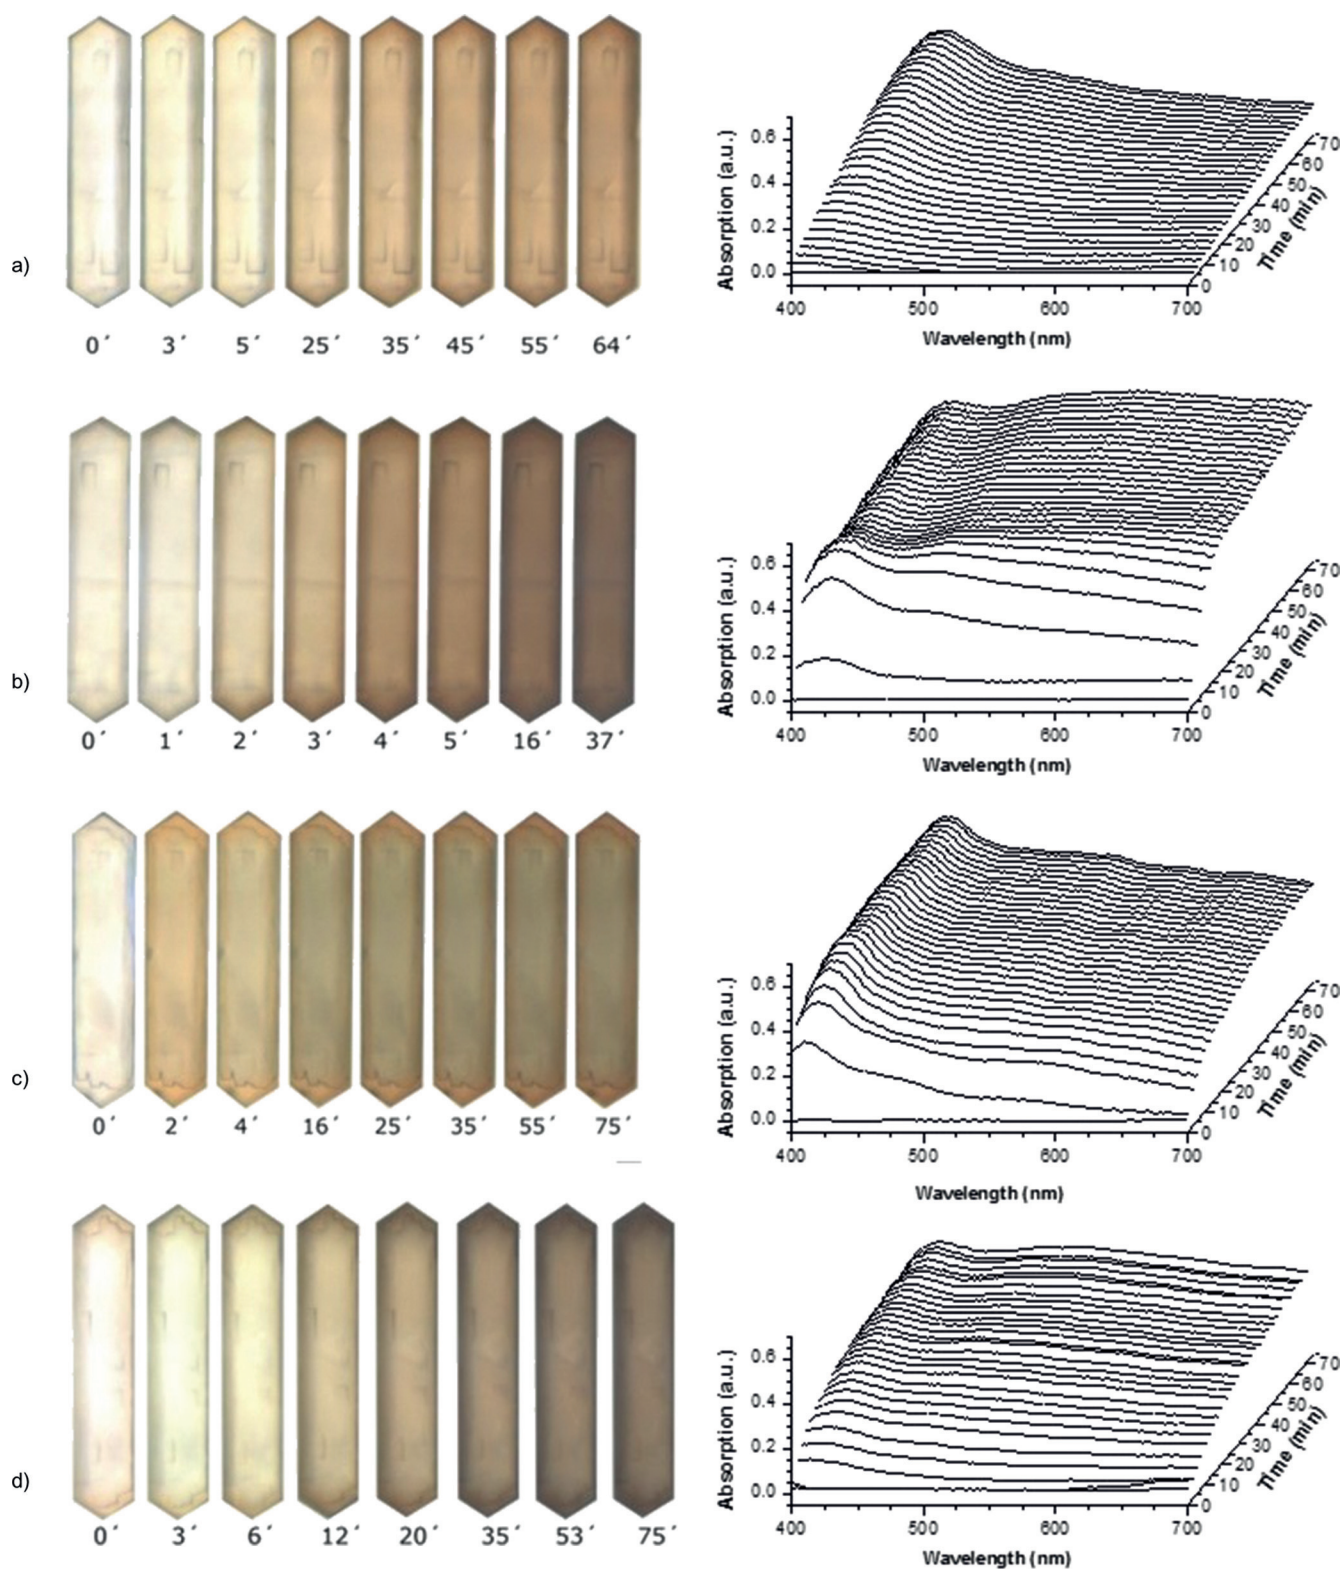 a)
0´ 3´ 5´ 25´ 35´ 45´ 55´ 64´
Absorption (a.u.)
0.6
0.4
0.2
0.0
400 500 600 700
Wavelength (nm)
0 10 20 30 40 50 60 70
Time (min)
b)
0´ 1´ 2´ 3´ 4´ 5´ 16´ 37´
Absorption (a.u.)
0.6
0.4
0.2
0.0
400 500 600 700
Wavelength (nm)
0 10 20 30 40 50 60 70
Time (min)
c)
0´ 2´ 4´ 16´ 25´ 35´ 55´ 75´
Absorption (a.u.)
0.6
0.4
0.2
0.0
400 500 600 700
Wavelength (nm)
0 10 20 30 40 50 60 70
Time (min)
d)
0´ 3´ 6´ 12´ 20´ 35´ 53´ 75´
Absorption (a.u.)
0.6
0.4
0.2
0.0
400 500 600 700
Wavelength (nm)
0 10 20 30 40 50 60 70
Time (min)